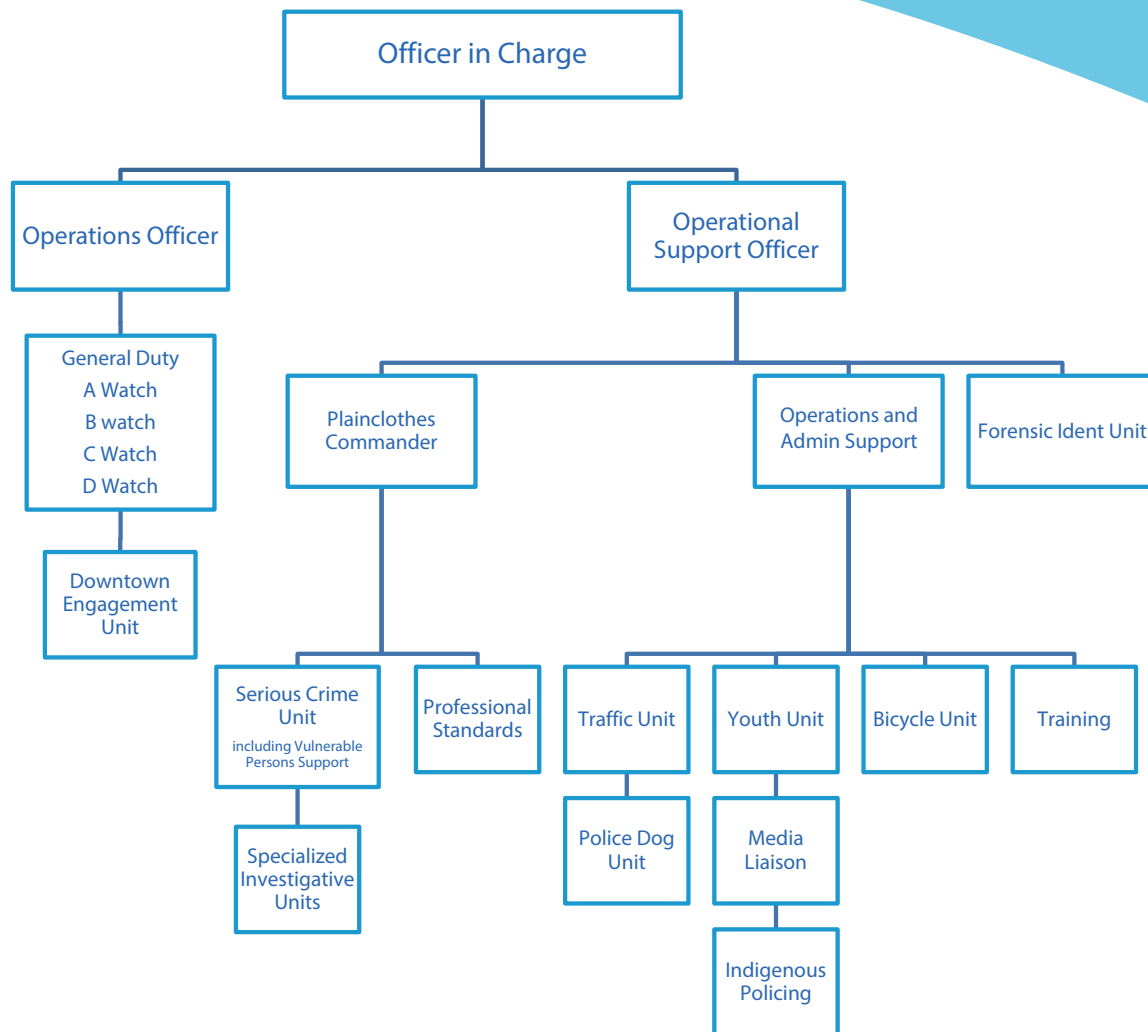 Officer in Charge
Operations Officer
Operational
Support Officer
General Duty
A Watch
B watch
C Watch
D Watch
Plainclothes
Commander
Operations and
Admin Support
Forensic Ident Unit
Downtown
Engagement
Unit
Serious Crime
Unit
including Vulnerable
Persons Support
Professional
Standards
Traffic Unit
Youth Unit
Bicycle Unit
Training
Specialized
Investigative
Units
Police Dog
Unit
Media
Liaison
Indigenous
Policing